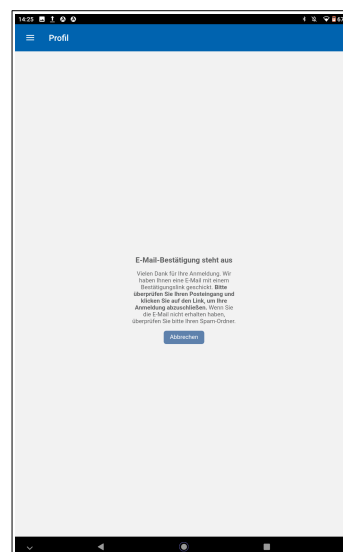 14:25
67
Profil
E-Mail-Bestätigung steht aus
Vielen Dank für Ihre Anmeldung. Wir
haben Ihnen eine E-Mail mit einem
Bestätigungslink geschickt. Bitte
überprüfen Sie Ihren Posteingang und
klicken Sie auf den Link, um Ihre
Anmeldung abzuschließen. Wenn Sie
die E-Mail nicht erhalten haben,
überprüfen Sie bitte Ihren Spam-Ordner.
Abbrechen